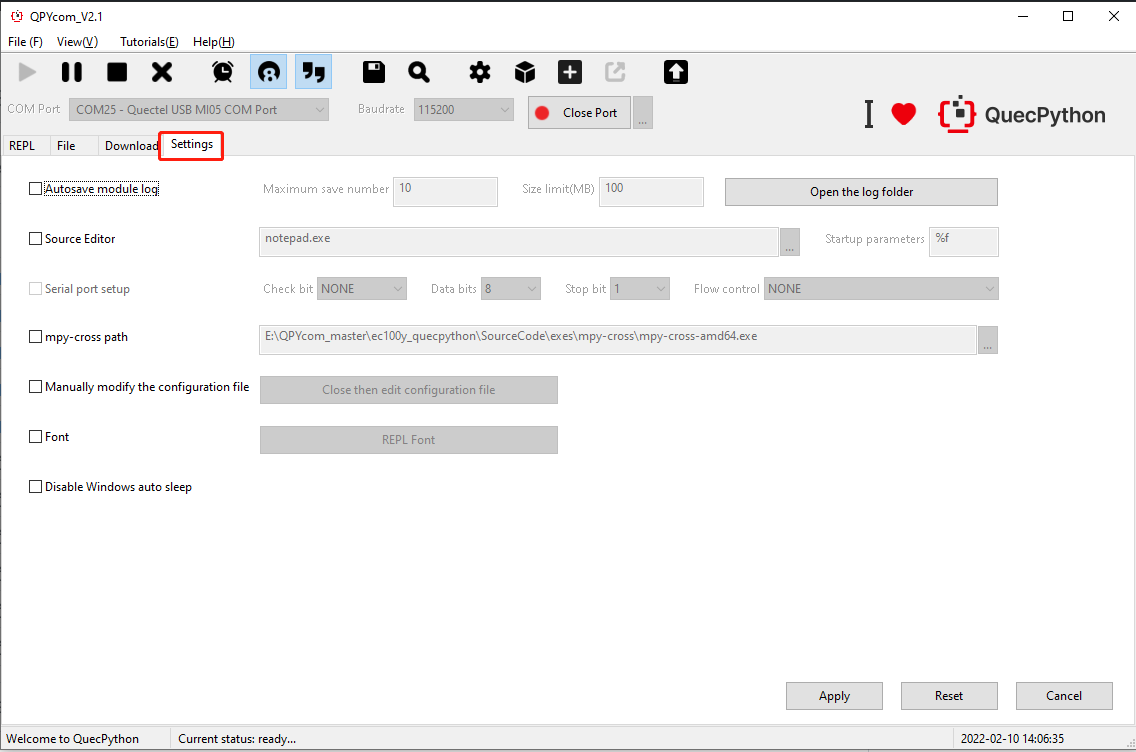 QPYcom_V2.1
File (F) View(V) Tutorials(E) Help(H)
COM Port COM25 - Quectel USB MI05 COM Port Baudrate 115200 Close Port ... I QuecPython
REPL File Download Settings
Autosave module log Maximum save number 10 Size limit(MB) 100 Open the log folder
Source Editor notepad.exe ... Startup parameters %f
Serial port setup Check bit NONE Data bits 8 Stop bit 1 Flow control NONE
mpy-cross path E:\QPYcom_master\ec100y_quecpython\SourceCode\exes\mpy-cross\mpy-cross-amd64.exe ...
Manually modify the configuration file Close then edit configuration file
Font REPL Font
Disable Windows auto sleep
Apply Reset Cancel
Welcome to QuecPython Current status: ready... 2022-02-10 14:06:35